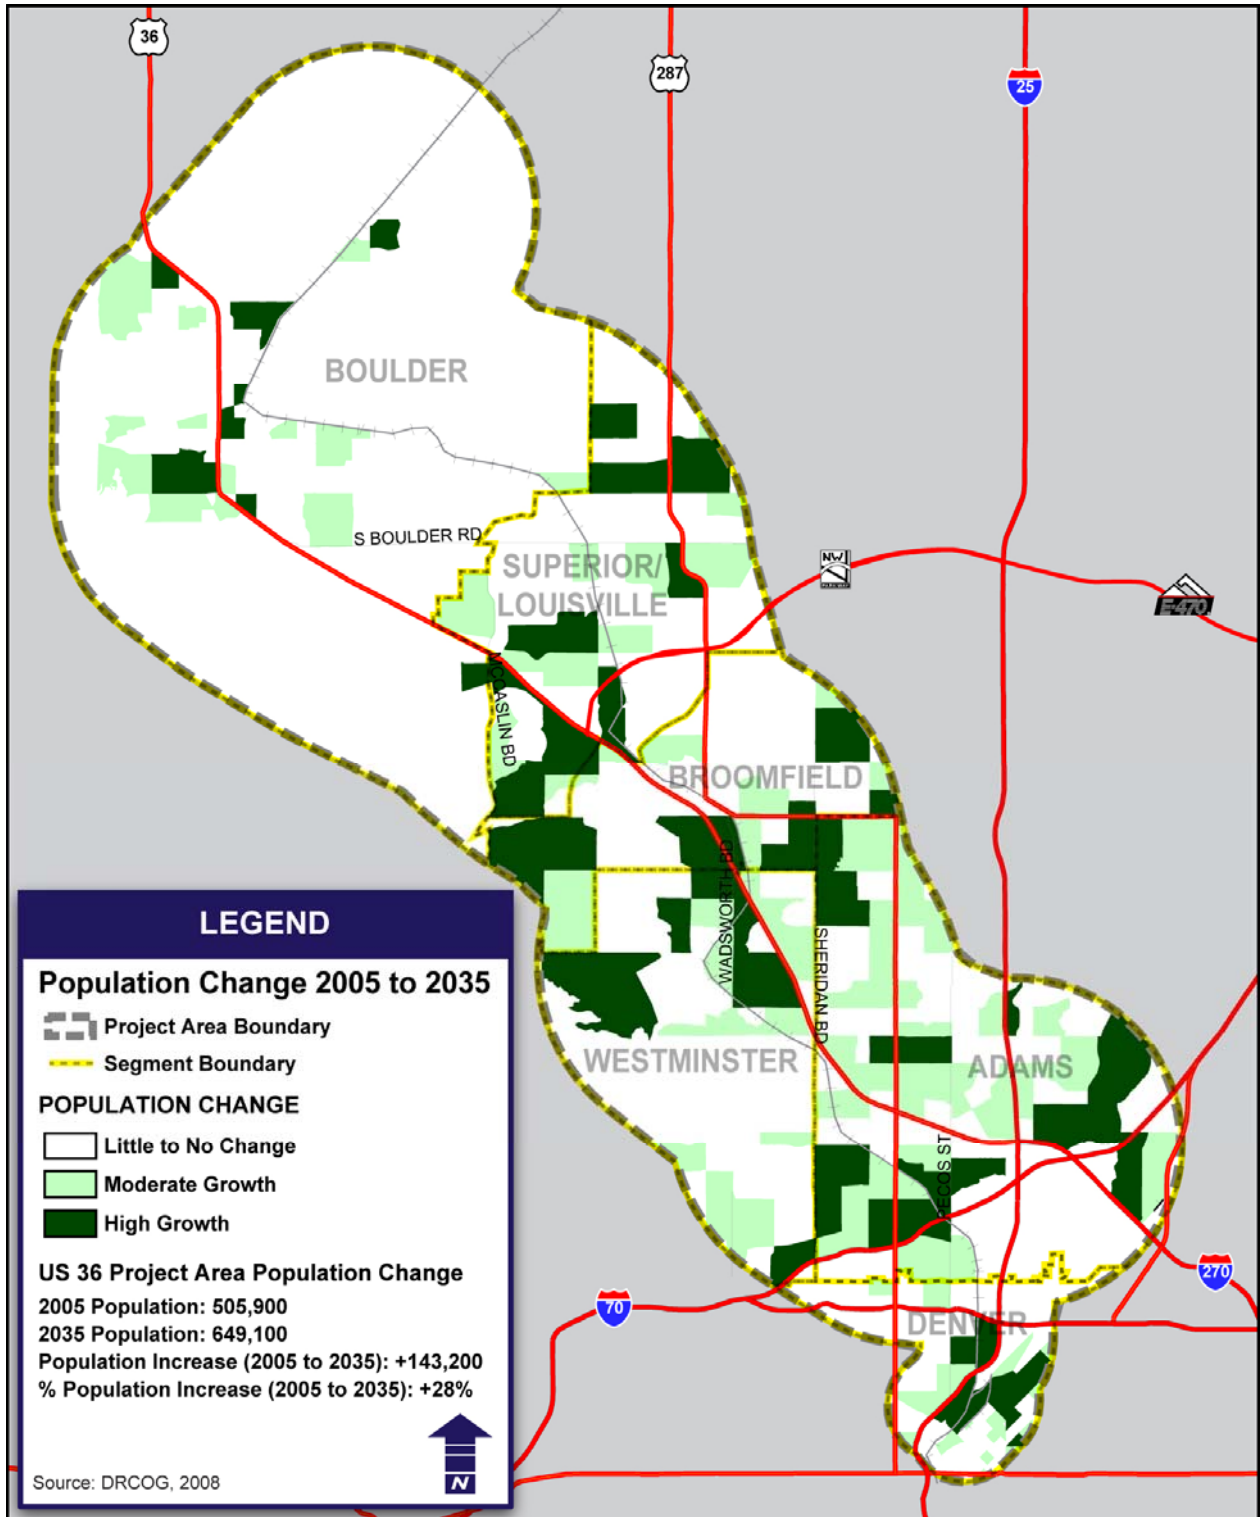 36
287
25
BOULDER
S BOULDER RD
SUPERIOR/
LOUISVILLE
NW
E-470
MCCASLIN BD
BROOMFIELD
WADSWORTH BD
SHERIDAN BD
WESTMINSTER
ADAMS
PECOS ST
270
70
DENVER
LEGEND
Population Change 2005 to 2035
Project Area Boundary
Segment Boundary
POPULATION CHANGE
Little to No Change
Moderate Growth
High Growth
US 36 Project Area Population Change
2005 Population: 505,900
2035 Population: 649,100
Population Increase (2005 to 2035): +143,200
% Population Increase (2005 to 2035): +28%
N
Source: DRCOG, 2008